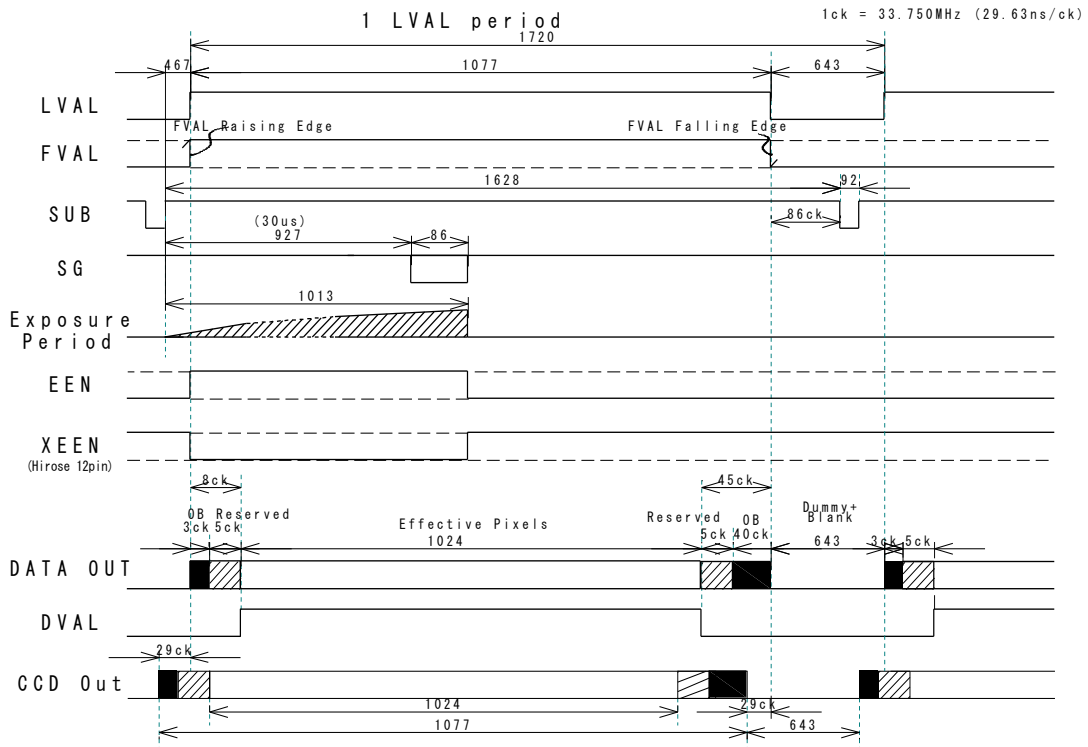 1 LVAL period
1ck = 33.750MHz (29.63ns/ck)
1720
467
1077
643
LVAL
FVAL Raising Edge
FVAL Falling Edge
FVAL
1628
92
SUB
86ck
(30us)
927
86
SG
1013
Exposure
Period
EEN
XEEN
(Hirose 12pin)
8ck
45ck
OB Reserved
3ck 5ck
Effective Pixels
1024
Reserved
5ck
OB
40ck
Dummy+
Blank
643
3ck 5ck
DATA OUT
DVAL
29ck
CCD Out
1024
29ck
1077
643